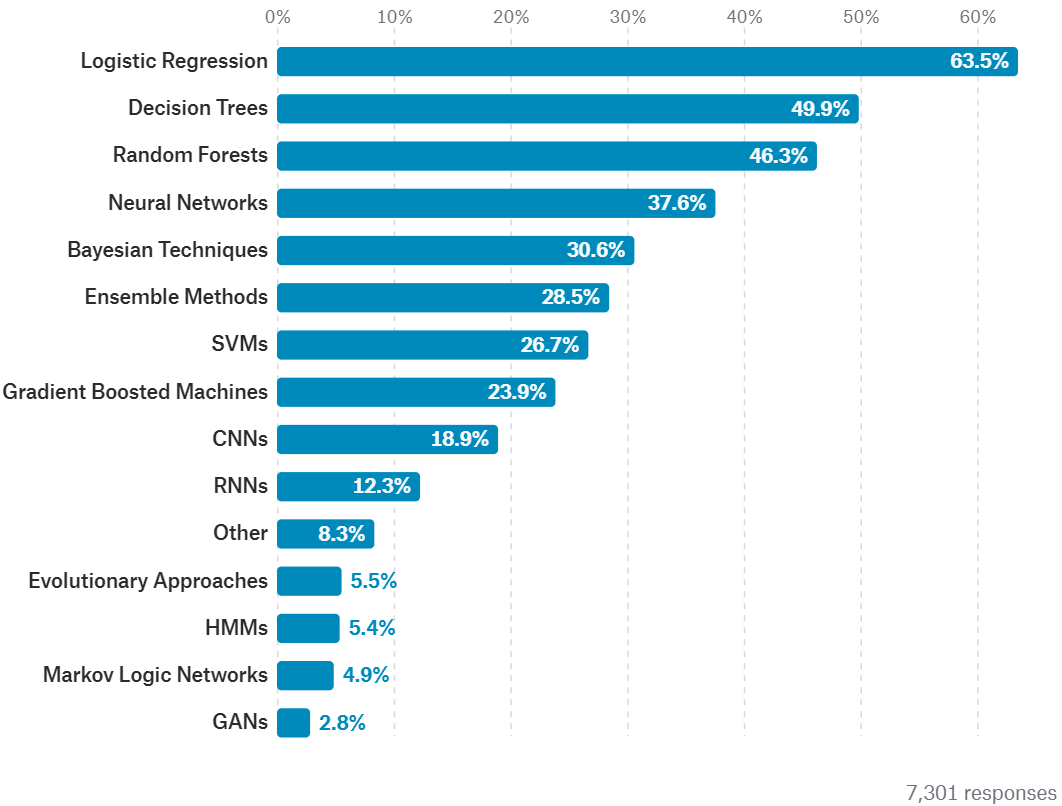 0% 10% 20% 30% 40% 50% 60%
Logistic Regression 63.5%
Decision Trees 49.9%
Random Forests 46.3%
Neural Networks 37.6%
Bayesian Techniques 30.6%
Ensemble Methods 28.5%
SVMs 26.7%
Gradient Boosted Machines 23.9%
CNNs 18.9%
RNNs 12.3%
Other 8.3%
Evolutionary Approaches 5.5%
HMMs 5.4%
Markov Logic Networks 4.9%
GANs 2.8%
7,301 responses